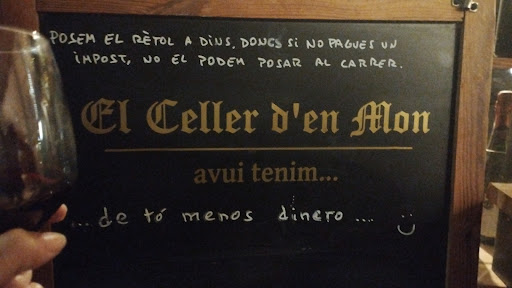 POSEM EL RÈTOL A DINS, DONCS SI NO PAGUES UN
IMPOST, NO EL PODEM POSAR AL CARRER.
El Celler d'en Mon
avui tenim...
... de tó menos dinero ....